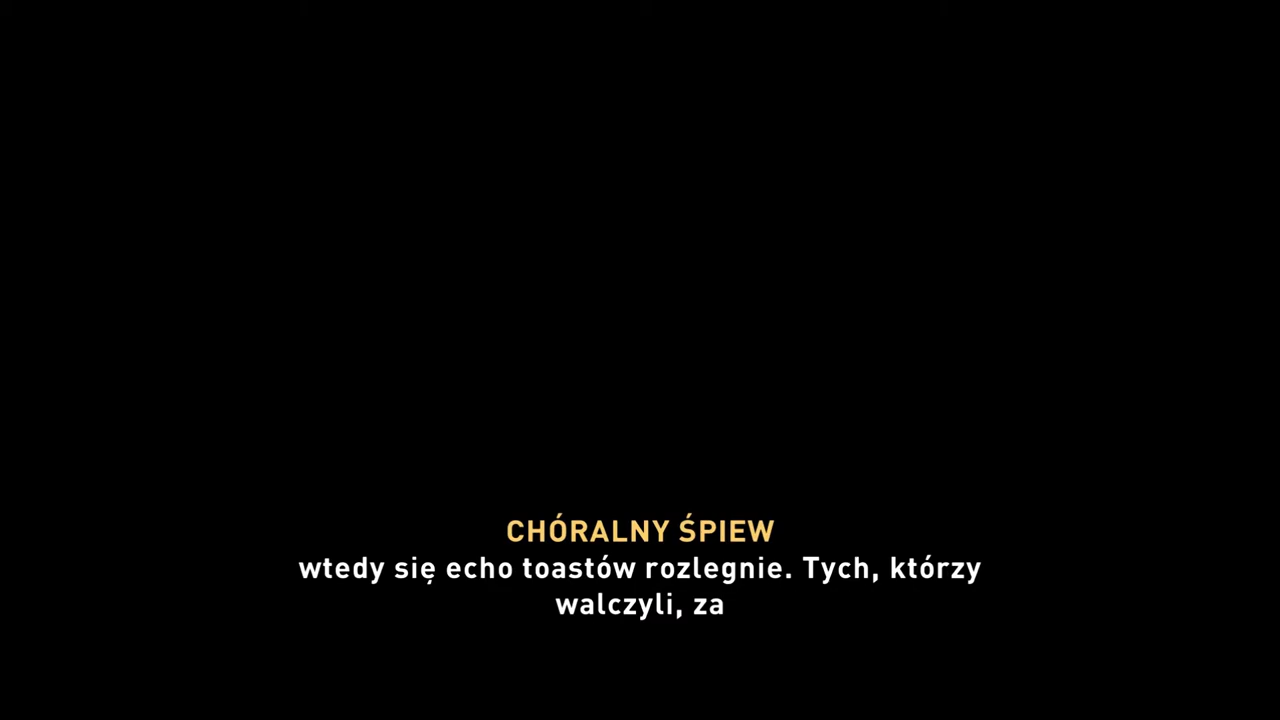 CHÓRALNY ŚPIEW
wtedy się echo toastów rozlegnie. Tych, którzy
walczyli, za